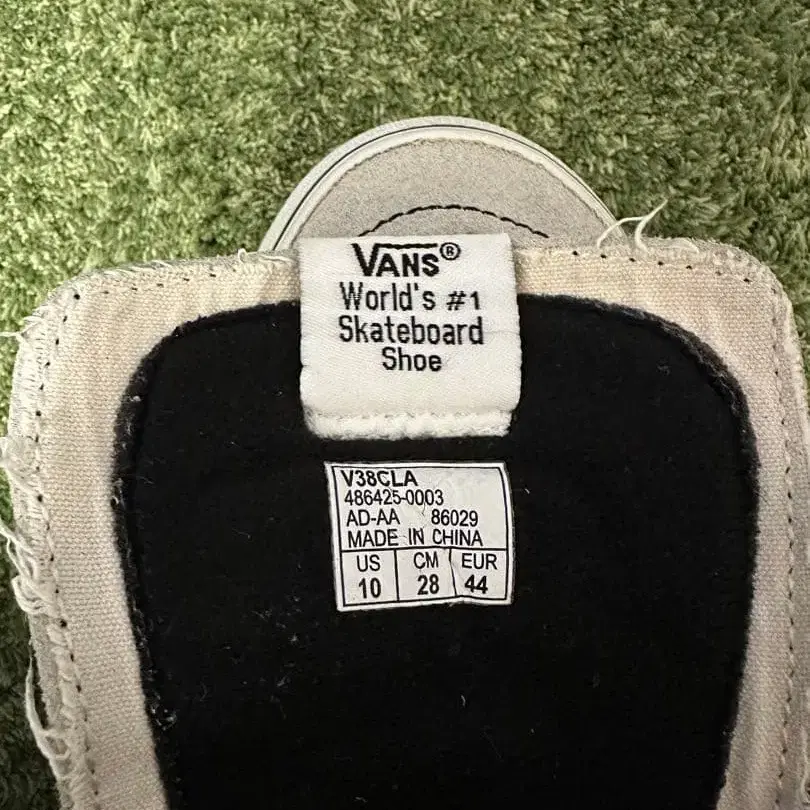 VANS®
World's #1
Skateboard
Shoe
V38CLA
486425-0003
AD-AA 86029
MADE IN CHINA
US CM EUR
10 28 44